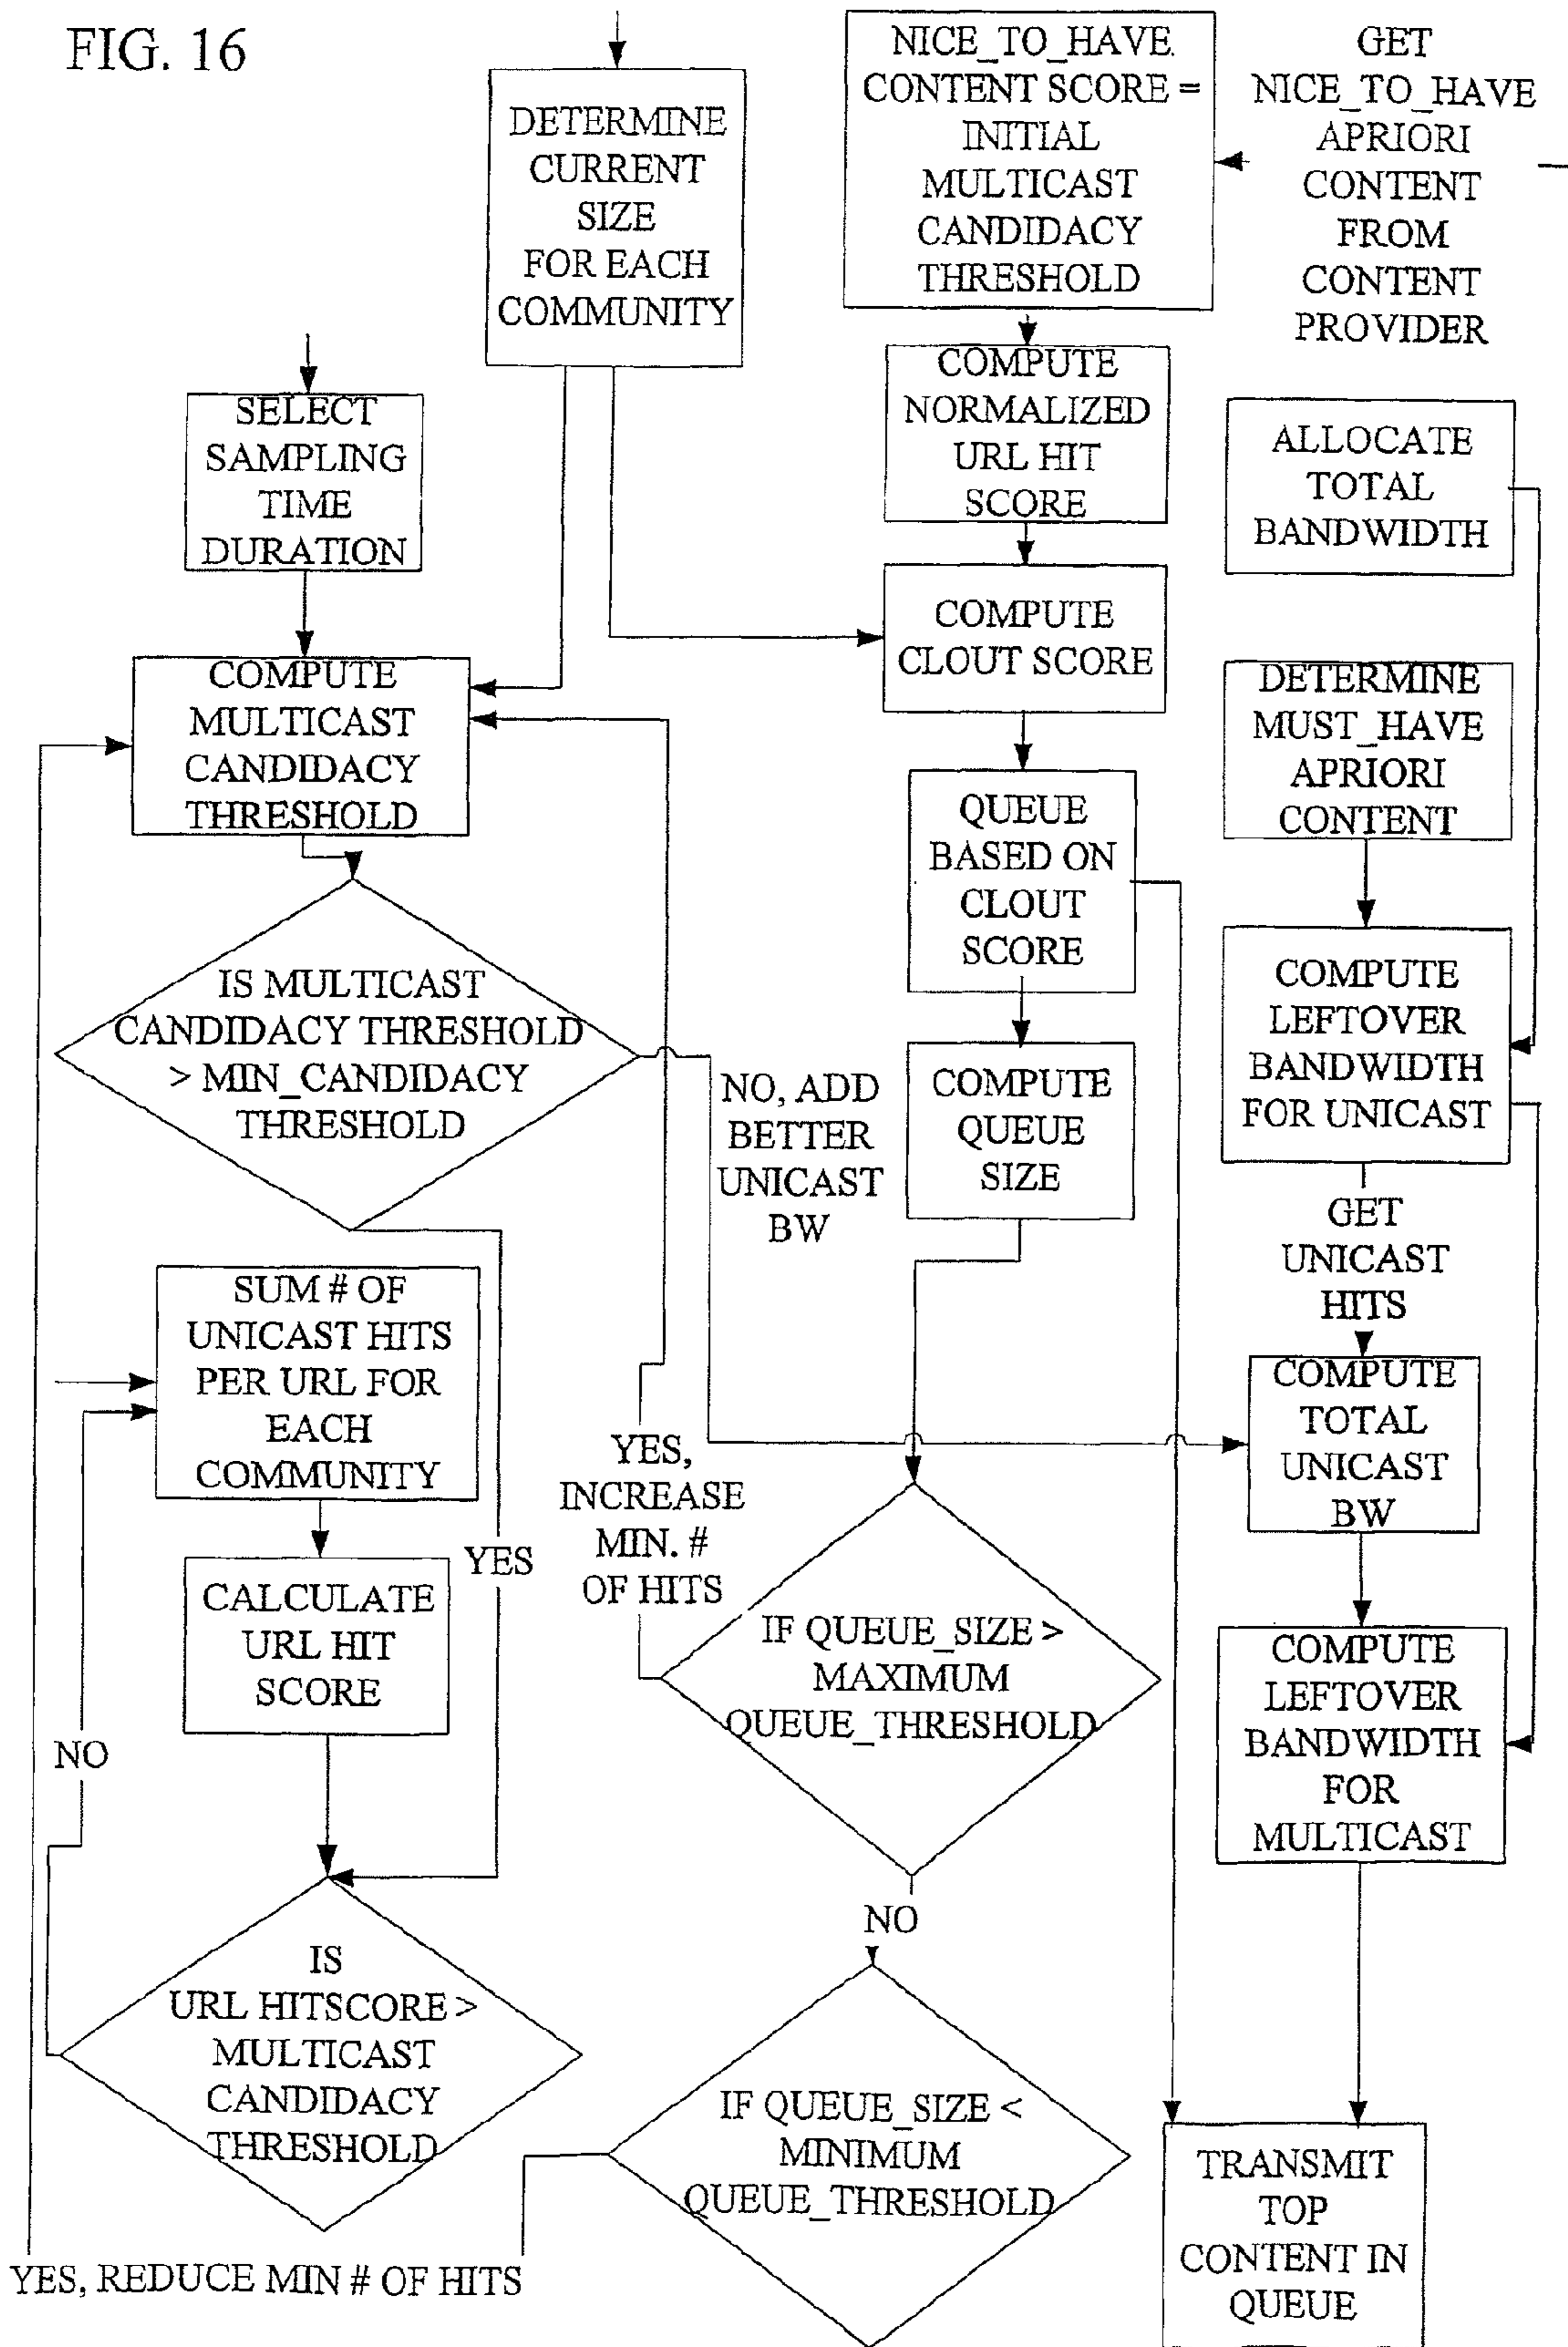 FIG. 16
DETERMINE
CURRENT
SIZE
FOR EACH
COMMUNITY
NICE_TO_HAVE
CONTENT SCORE =
INITIAL
MULTICAST
CANDIDACY
THRESHOLD
GET
NICE_TO_HAVE
APRIORI
CONTENT
FROM
CONTENT
PROVIDER
SELECT
SAMPLING
TIME
DURATION
COMPUTE
NORMALIZED
URL HIT
SCORE
ALLOCATE
TOTAL
BANDWIDTH
COMPUTE
MULTICAST
CANDIDACY
THRESHOLD
COMPUTE
CLOUT SCORE
DETERMINE
MUST_HAVE
APRIORI
CONTENT
QUEUE
BASED ON
CLOUT
SCORE
IS MULTICAST
CANDIDACY THRESHOLD
> MIN_CANDIDACY
THRESHOLD
NO, ADD
BETTER
UNICAST
BW
COMPUTE
QUEUE
SIZE
COMPUTE
LEFTOVER
BANDWIDTH
FOR UNICAST
GET
UNICAST
HITS
SUM # OF
UNICAST HITS
PER URL FOR
EACH
COMMUNITY
COMPUTE
TOTAL
UNICAST
BW
YES,
INCREASE
MIN. #
OF HITS
YES
CALCULATE
URL HIT
SCORE
IF QUEUE_SIZE >
MAXIMUM
QUEUE_THRESHOLD
COMPUTE
LEFTOVER
BANDWIDTH
FOR
MULTICAST
NO
NO
IS
URL HITSCORE >
MULTICAST
CANDIDACY
THRESHOLD
IF QUEUE_SIZE <
MINIMUM
QUEUE_THRESHOLD
TRANSMIT
TOP
CONTENT IN
QUEUE
YES, REDUCE MIN # OF HITS